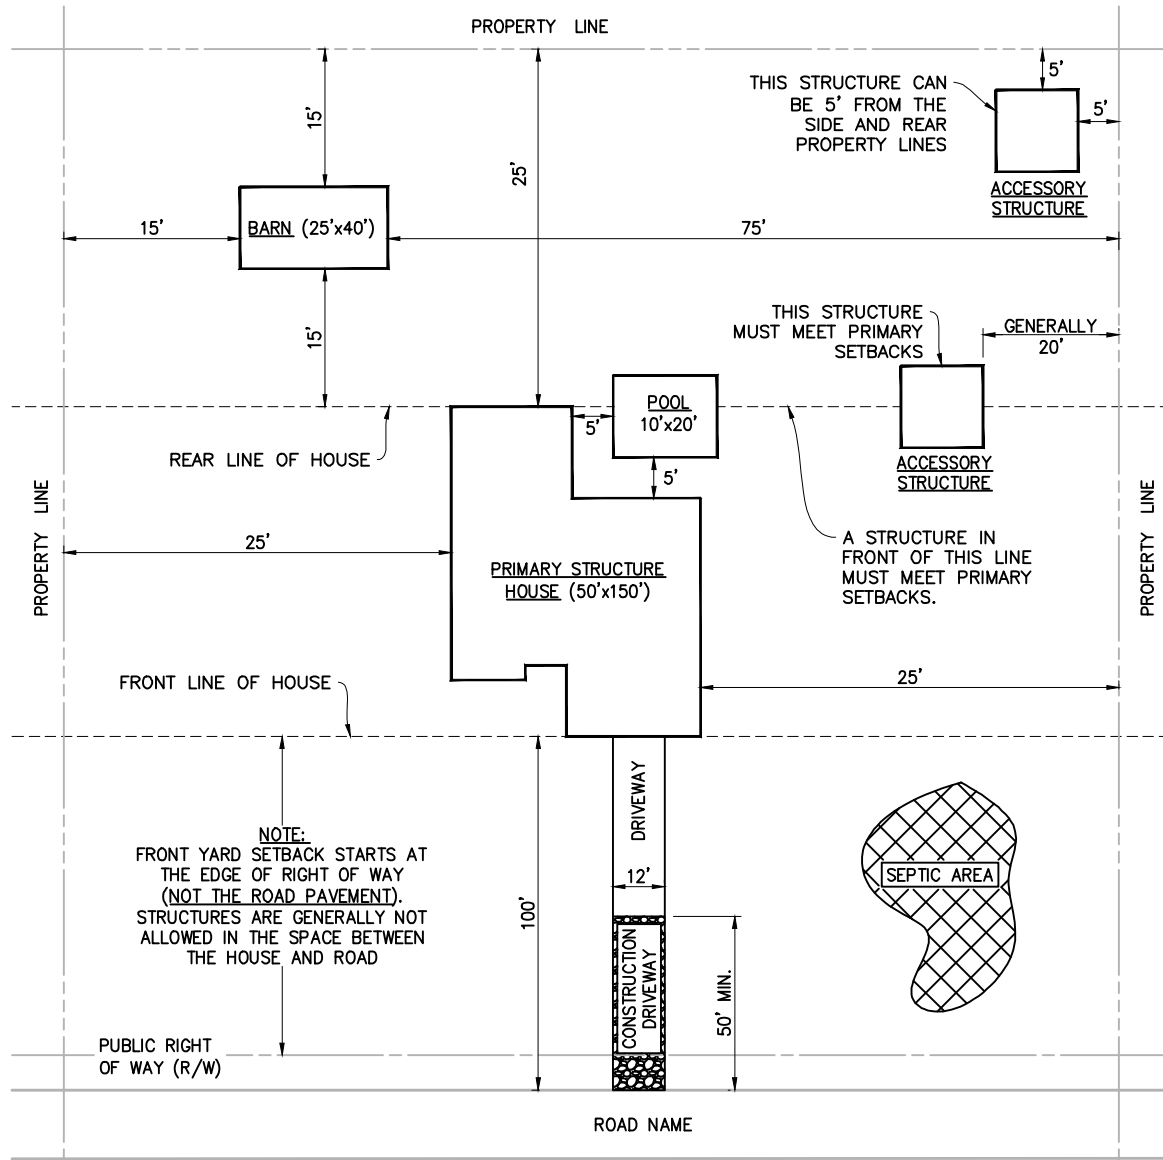 PROPERTY LINE
5'
THIS STRUCTURE CAN
BE 5' FROM THE
SIDE AND REAR
PROPERTY LINES
5'
15'
25'
ACCESSORY
STRUCTURE
15'
BARN (25'x40')
75'
15'
THIS STRUCTURE
MUST MEET PRIMARY
SETBACKS
GENERALLY
20'
POOL
10'x20'
5'
REAR LINE OF HOUSE
5'
ACCESSORY
STRUCTURE
PROPERTY LINE
PROPERTY LINE
25'
A STRUCTURE IN
FRONT OF THIS LINE
MUST MEET PRIMARY
SETBACKS.
PRIMARY STRUCTURE
HOUSE (50'x150')
FRONT LINE OF HOUSE
25'
DRIVEWAY
NOTE:
FRONT YARD SETBACK STARTS AT
THE EDGE OF RIGHT OF WAY
(NOT THE ROAD PAVEMENT).
STRUCTURES ARE GENERALLY NOT
ALLOWED IN THE SPACE BETWEEN
THE HOUSE AND ROAD
12'
SEPTIC AREA
100'
CONSTRUCTION
DRIVEWAY
50' MIN.
PUBLIC RIGHT
OF WAY (R/W)
ROAD NAME